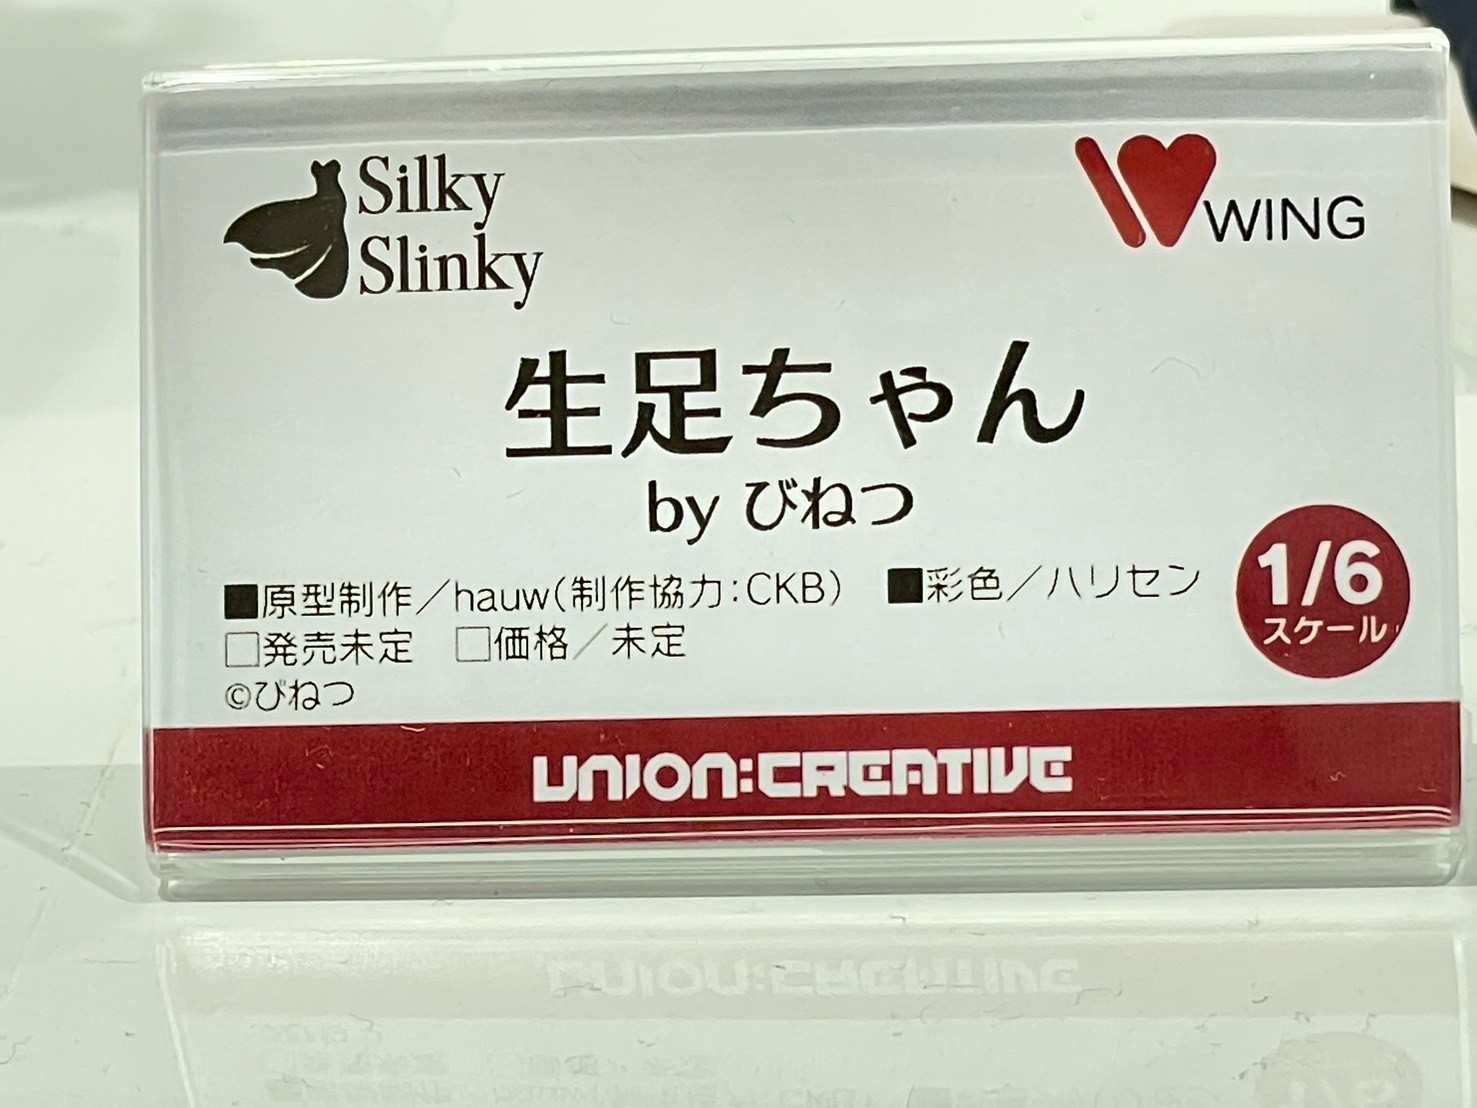 Silky
Slinky
WING
生足ちゃん
by びねつ
■原型制作／hauw(制作協力:CKB) ■彩色／ハリセン
□発売未定 □価格／未定
©びねつ
1/6
スケール
UNION:CREATIVE